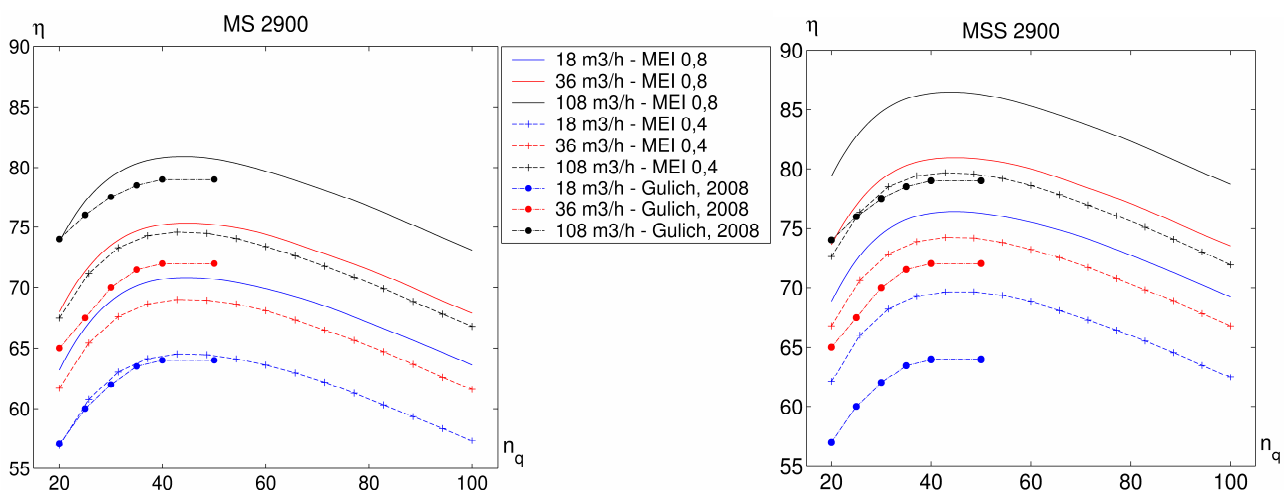 η
MS 2900
90
85
80
75
70
65
60
55
20
40
60
80
100
n_q
18 m3/h - MEI 0,8
36 m3/h - MEI 0,8
108 m3/h - MEI 0,8
18 m3/h - MEI 0,4
36 m3/h - MEI 0,4
108 m3/h - MEI 0,4
18 m3/h - Gulich, 2008
36 m3/h - Gulich, 2008
108 m3/h - Gulich, 2008
η
MSS 2900
90
85
80
75
70
65
60
55
20
40
60
80
100
n_q